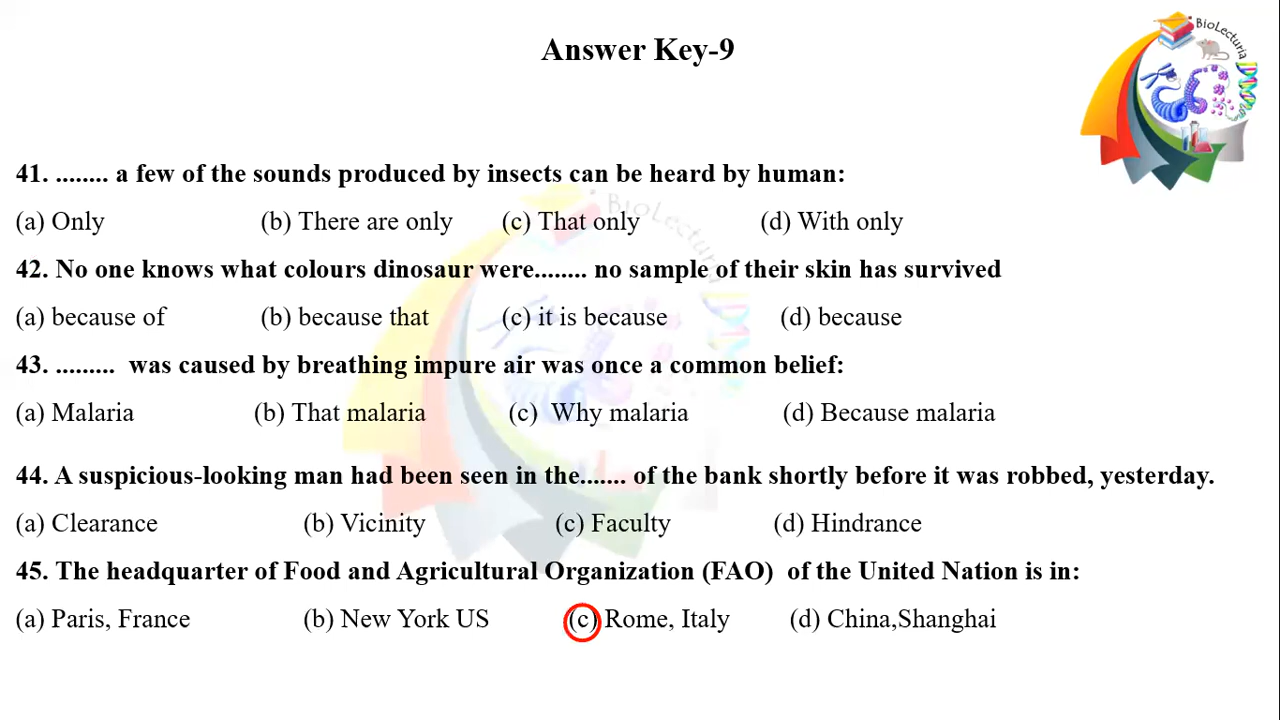 Answer Key-9
BioLecturia
41. ........ a few of the sounds produced by insects can be heard by human:
(a) Only (b) There are only (c) That only (d) With only
42. No one knows what colours dinosaur were........ no sample of their skin has survived
(a) because of (b) because that (c) it is because (d) because
43. ......... was caused by breathing impure air was once a common belief:
(a) Malaria (b) That malaria (c) Why malaria (d) Because malaria
44. A suspicious-looking man had been seen in the....... of the bank shortly before it was robbed, yesterday.
(a) Clearance (b) Vicinity (c) Faculty (d) Hindrance
45. The headquarter of Food and Agricultural Organization (FAO) of the United Nation is in:
(a) Paris, France (b) New York US (c) Rome, Italy (d) China,Shanghai
BioLecturia